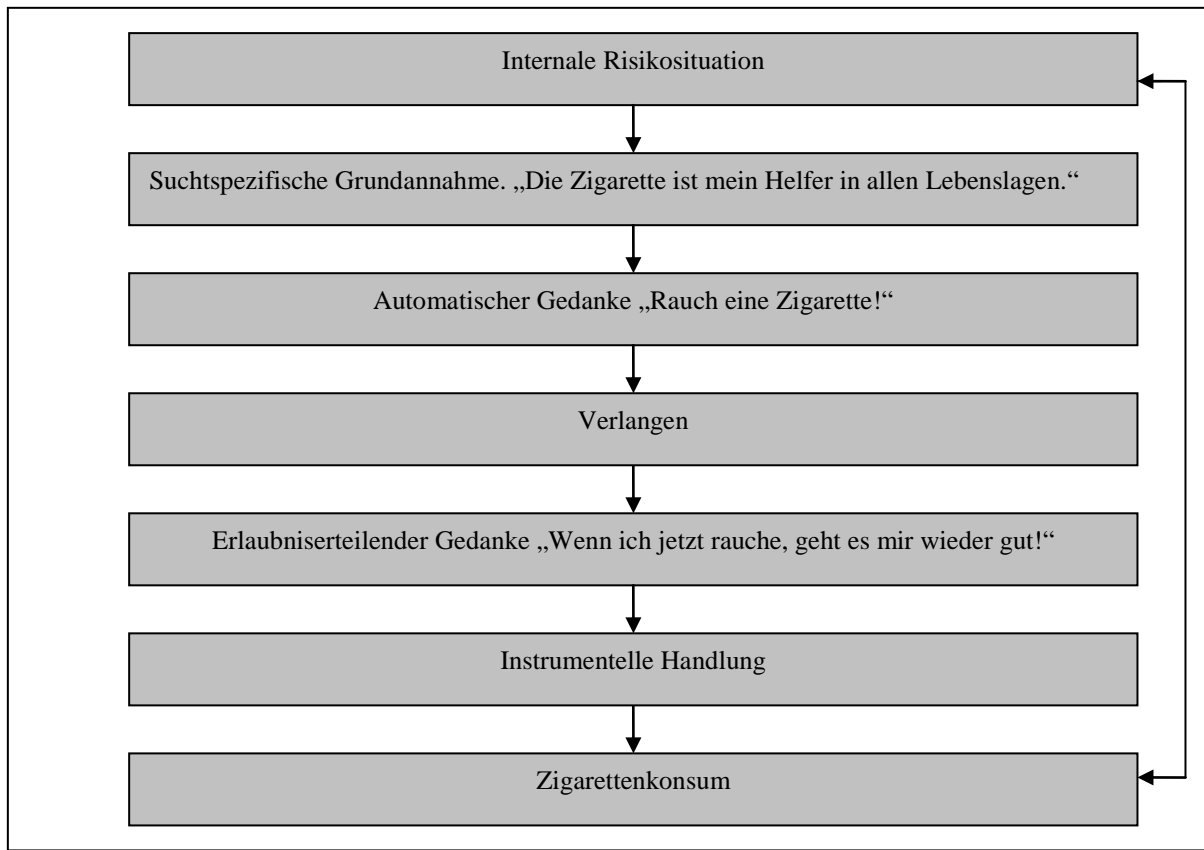 Internale Risikosituation
Suchtspezifische Grundannahme. „Die Zigarette ist mein Helfer in allen Lebenslagen.“
Automatischer Gedanke „Rauch eine Zigarette!“
Verlangen
Erlaubniserteilender Gedanke „Wenn ich jetzt rauche, geht es mir wieder gut!“
Instrumentelle Handlung
Zigarettenkonsum